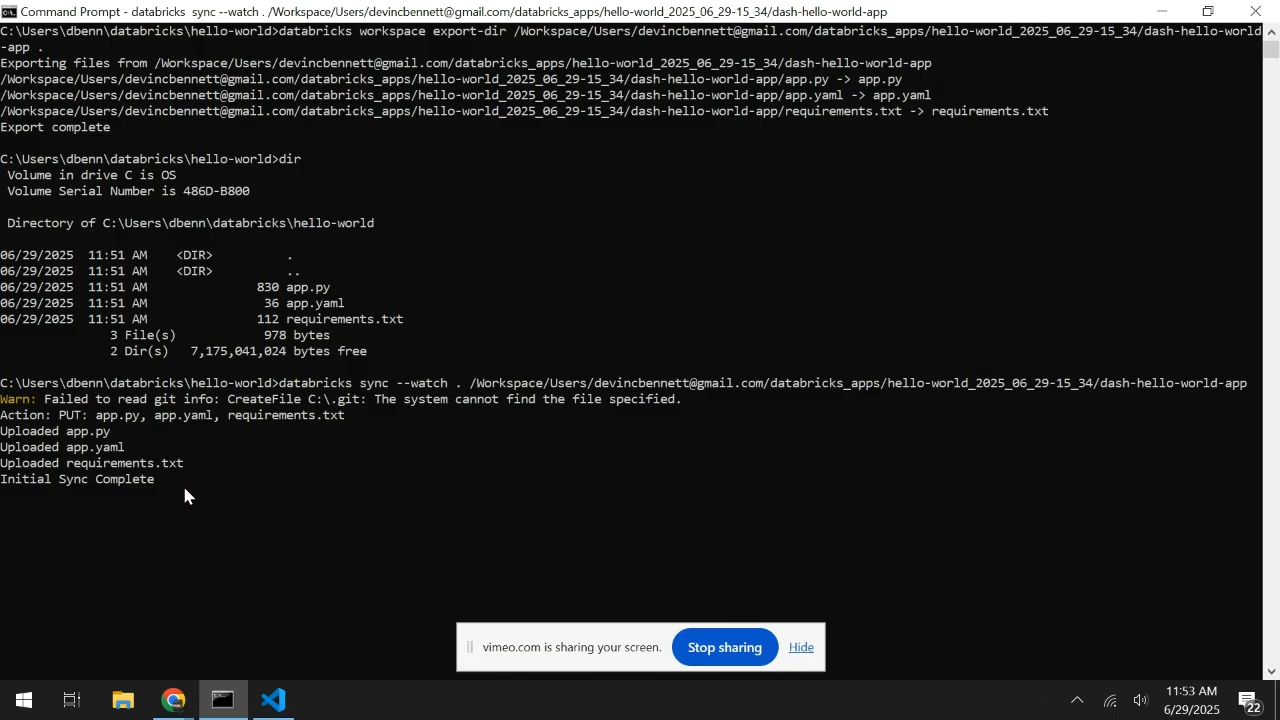 Command Prompt - databricks  sync --watch . /Workspace/Users/devincbennett@gmail.com/databricks_apps/hello-world_2025_06_29-15_34/dash-hello-world-app
C:\Users\dbenn\databricks\hello-world>databricks workspace export-dir /Workspace/Users/devincbennett@gmail.com/databricks_apps/hello-world_2025_06_29-15_34/dash-hello-world
-app .
Exporting files from /Workspace/Users/devincbennett@gmail.com/databricks_apps/hello-world_2025_06_29-15_34/dash-hello-world-app
/Workspace/Users/devincbennett@gmail.com/databricks_apps/hello-world_2025_06_29-15_34/dash-hello-world-app/app.py -> app.py
/Workspace/Users/devincbennett@gmail.com/databricks_apps/hello-world_2025_06_29-15_34/dash-hello-world-app/app.yaml -> app.yaml
/Workspace/Users/devincbennett@gmail.com/databricks_apps/hello-world_2025_06_29-15_34/dash-hello-world-app/requirements.txt -> requirements.txt
Export complete
C:\Users\dbenn\databricks\hello-world>dir
Volume in drive C is OS
Volume Serial Number is 486D-B800
Directory of C:\Users\dbenn\databricks\hello-world
06/29/2025  11:51 AM    <DIR>          .
06/29/2025  11:51 AM    <DIR>          ..
06/29/2025  11:51 AM               830 app.py
06/29/2025  11:51 AM                36 app.yaml
06/29/2025  11:51 AM               112 requirements.txt
3 File(s)            978 bytes
2 Dir(s)   7,175,041,024 bytes free
C:\Users\dbenn\databricks\hello-world>databricks sync --watch . /Workspace/Users/devincbennett@gmail.com/databricks_apps/hello-world_2025_06_29-15_34/dash-hello-world-app
Warn: Failed to read git info: CreateFile C:\.git: The system cannot find the file specified.
Action: PUT: app.py, app.yaml, requirements.txt
Uploaded app.py
Uploaded app.yaml
Uploaded requirements.txt
Initial Sync Complete
vimeo.com is sharing your screen.
Stop sharing
Hide
11:53 AM
6/29/2025
22